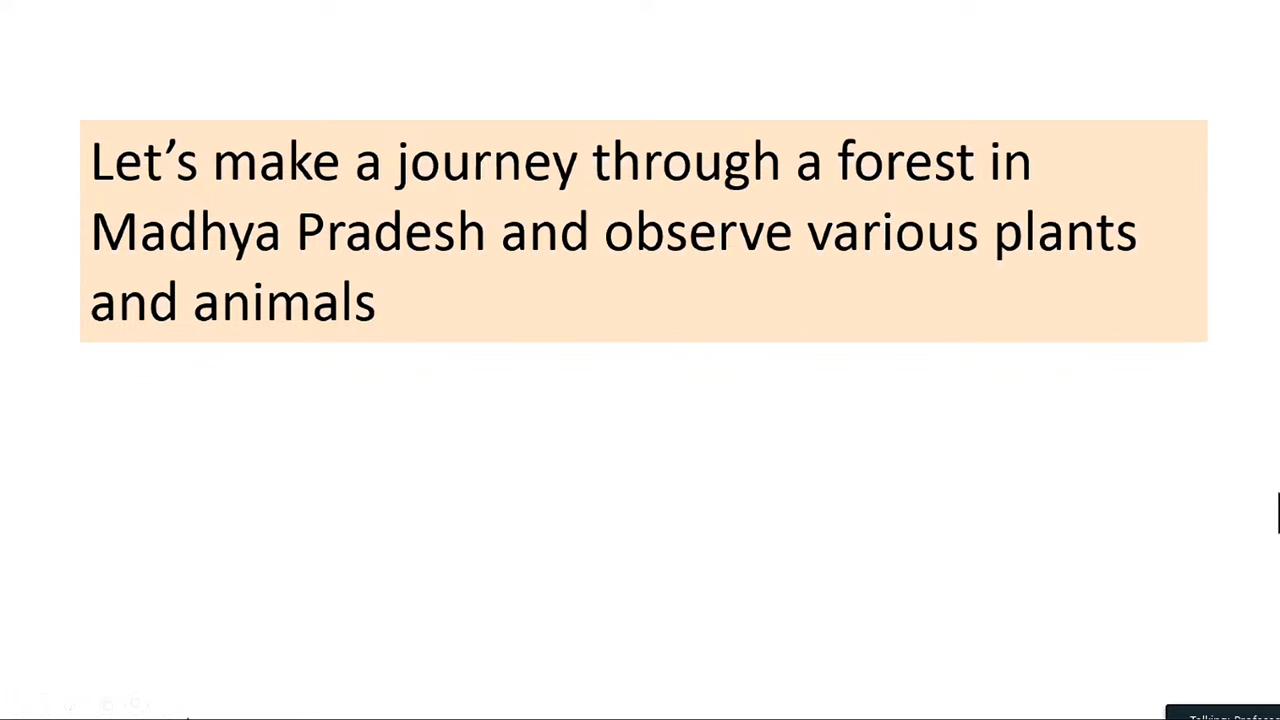 Let’s make a journey through a forest in
Madhya Pradesh and observe various plants
and animals